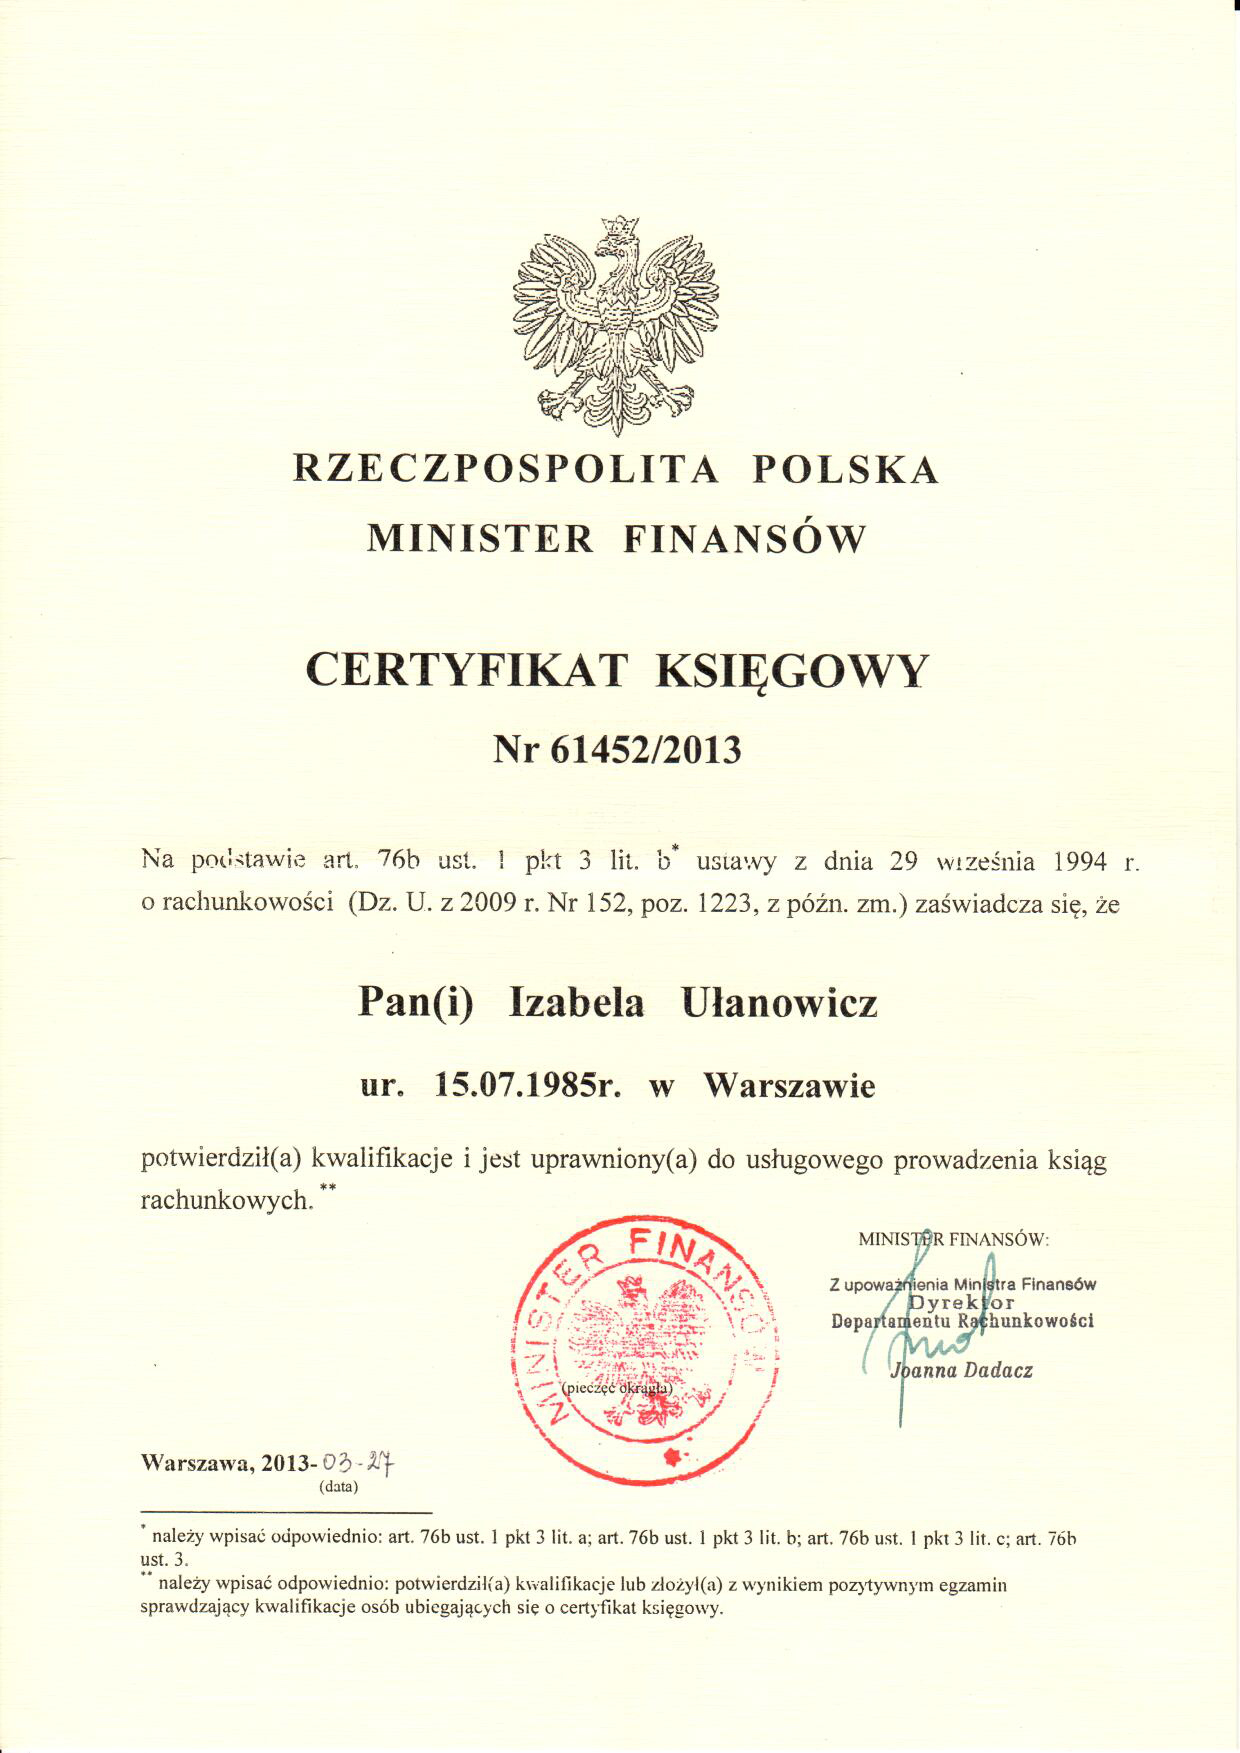 RZECZPOSPOLITA POLSKA
MINISTER FINANSÓW
CERTYFIKAT KSIĘGOWY
Nr 61452/2013
Na podstawie art. 76b ust. 1 pkt 3 lit. b* ustawy z dnia 29 września 1994 r.
o rachunkowości (Dz. U. z 2009 r. Nr 152, poz. 1223, z późn. zm.) zaświadcza się, że
Pan(i) Izabela Ułanowicz
ur. 15.07.1985r. w Warszawie
potwierdził(a) kwalifikacje i jest uprawniony(a) do usługowego prowadzenia ksiąg
rachunkowych.**
MINISTER FINANSÓW
(pieczęć okrągła)
MINISTER FINANSÓW:
Z upoważnienia Ministra Finansów
Dyrektor
Departamentu Rachunkowości
Joanna Dadacz
Warszawa, 2013-03-27
(data)
* należy wpisać odpowiednio: art. 76b ust. 1 pkt 3 lit. a; art. 76b ust. 1 pkt 3 lit. b; art. 76b ust. 1 pkt 3 lit. c; art. 76b
ust. 3.
** należy wpisać odpowiednio: potwierdził(a) kwalifikacje lub złożył(a) z wynikiem pozytywnym egzamin
sprawdzający kwalifikacje osób ubiegających się o certyfikat księgowy.